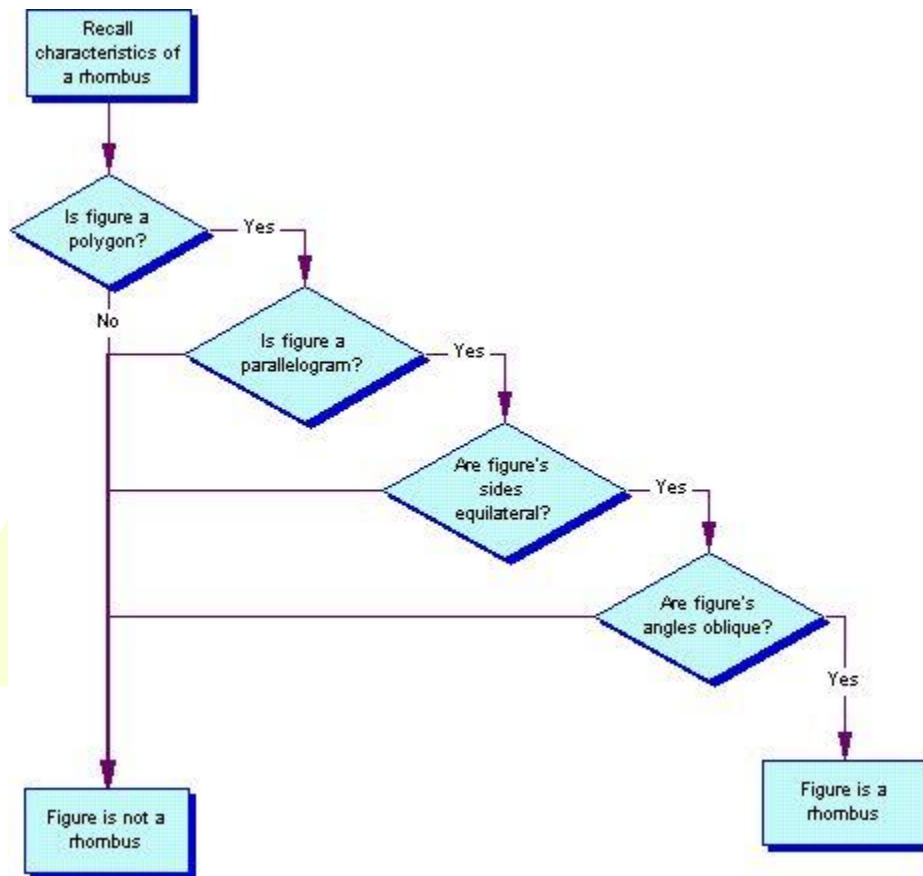 Recall
characteristics of
a rhombus
Is figure a
polygon?
Yes
No
Is figure a
parallelogram?
Yes
Are figure's
sides
equilateral?
Yes
Are figure's
angles oblique?
Yes
Figure is not a
rhombus
Figure is a
rhombus